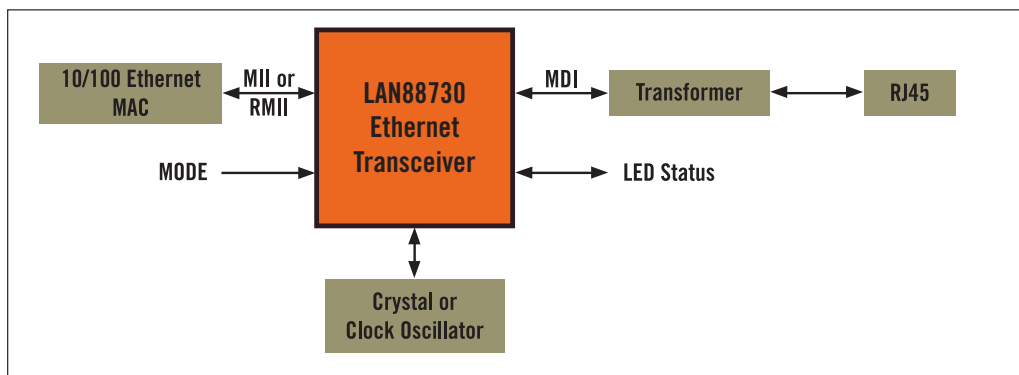 10/100 Ethernet
MAC
MII or
RMII
MODE
LAN88730
Ethernet
Transceiver
MDI
Transformer
RJ45
LED Status
Crystal or
Clock Oscillator